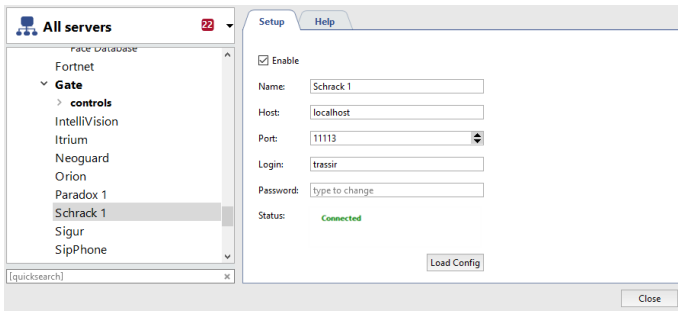 All servers
22
Face Database
Fortnet
Gate
controls
IntelliVision
Itrium
Neoguard
Orion
Paradox 1
Schrack 1
Sigur
SipPhone
[quicksearch]
Setup
Help
Enable
Name: Schrack 1
Host: localhost
Port: 11113
Login: trassir
Password: type to change
Status: Connected
Load Config
Close